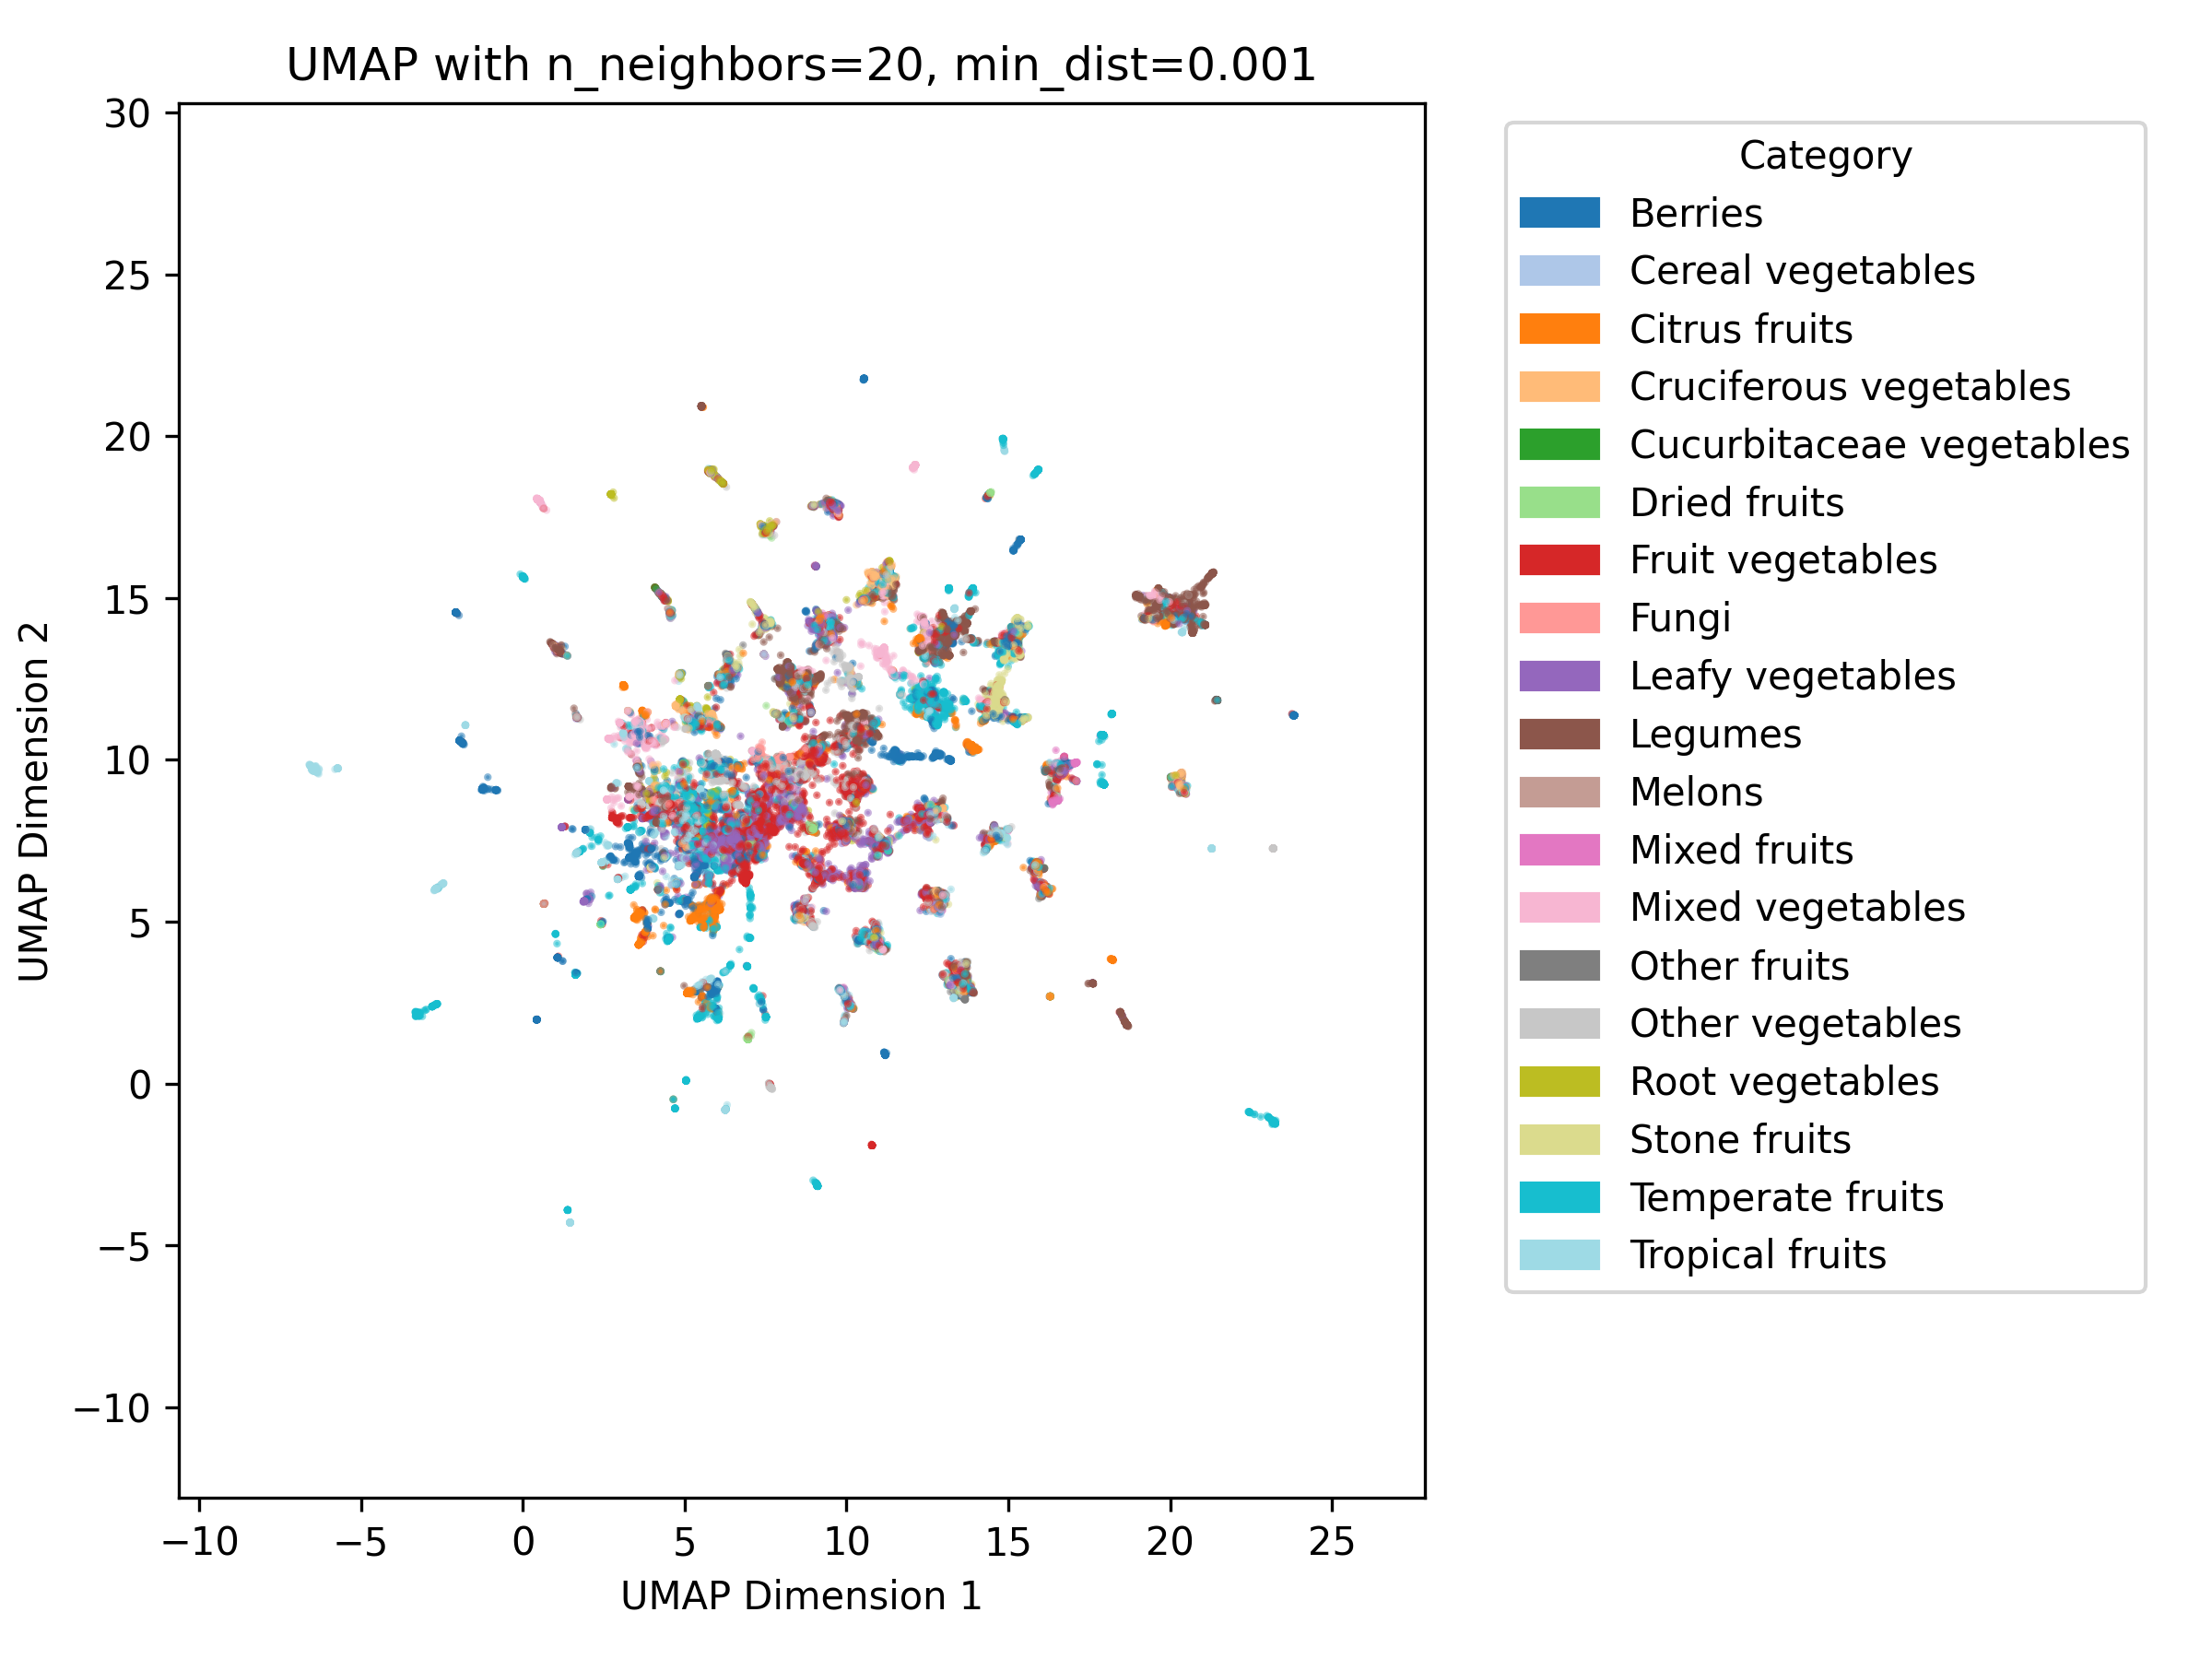 UMAP with n_neighbors=20, min_dist=0.001
30
25
20
15
10
5
0
−5
−10
UMAP Dimension 2
−10 −5 0 5 10 15 20 25
UMAP Dimension 1
Category
Berries
Cereal vegetables
Citrus fruits
Cruciferous vegetables
Cucurbitaceae vegetables
Dried fruits
Fruit vegetables
Fungi
Leafy vegetables
Legumes
Melons
Mixed fruits
Mixed vegetables
Other fruits
Other vegetables
Root vegetables
Stone fruits
Temperate fruits
Tropical fruits